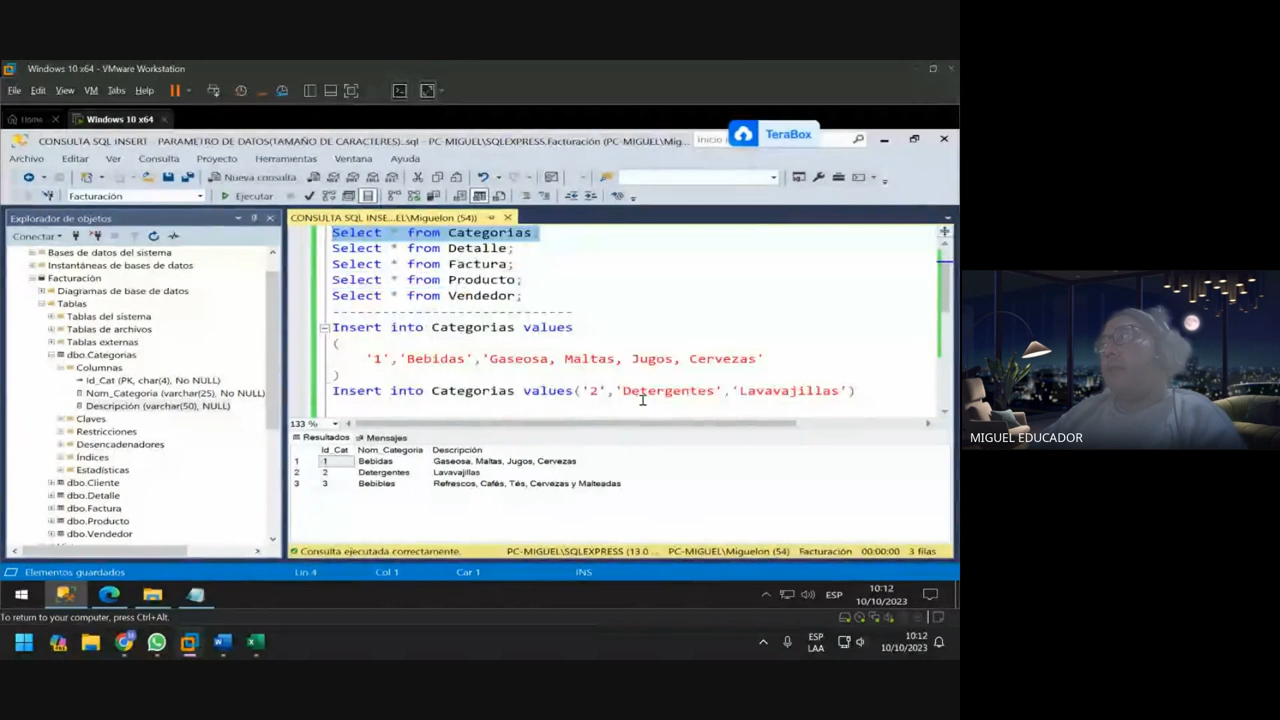 Windows 10 x64 - VMware Workstation
File Edit View VM Tabs Help
Home Windows 10 x64
CONSULTA SQL INSERT PARAMETRO DE DATOS(TAMAÑO DE CARACTERES)..sql - PC-MIGUEL\SQLEXPRESS.Facturación (PC-MIGUEL\Mig... Inicio
TeraBox
Archivo Editar Ver Consulta Proyecto Herramientas Ventana Ayuda
Nueva consulta
Facturación Ejecutar
Explorador de objetos
Conectar
Bases de datos del sistema
Instantáneas de bases de datos
Facturación
Diagramas de base de datos
Tablas
Tablas del sistema
Tablas de archivos
Tablas externas
dbo.Categorias
Columnas
Id_Cat (PK, char(4), No NULL)
Nom_Categoria (varchar(25), No NULL)
Descripción (varchar(50), NULL)
Claves
Restricciones
Desencadenadores
Índices
Estadísticas
dbo.Cliente
dbo.Detalle
dbo.Factura
dbo.Producto
dbo.Vendedor
CONSULTA SQL INSE...EL\Miguelon (54))
Select * from Categorias
Select * from Detalle;
Select * from Factura;
Select * from Producto;
Select * from Vendedor;
-----------------------------
Insert into Categorias values
(
'1','Bebidas','Gaseosa, Maltas, Jugos, Cervezas'
)
Insert into Categorias values('2','Detergentes','Lavavajillas')
133 %
Resultados Mensajes
Id_Cat Nom_Categoria Descripción
1 1 Bebidas Gaseosa, Maltas, Jugos, Cervezas
2 2 Detergentes Lavavajillas
3 3 Bebibles Refrescos, Cafés, Tés, Cervezas y Malteadas
Consulta ejecutada correctamente. PC-MIGUEL\SQLEXPRESS (13.0 ... PC-MIGUEL\Miguelon (54) Facturación 00:00:00 3 filas
Elementos guardados Lín 4 Col 1 Car 1 INS
ESP 10:12
10/10/2023
To return to your computer, press Ctrl+Alt.
ESP
LAA
10:12
10/10/2023
MIGUEL EDUCADOR